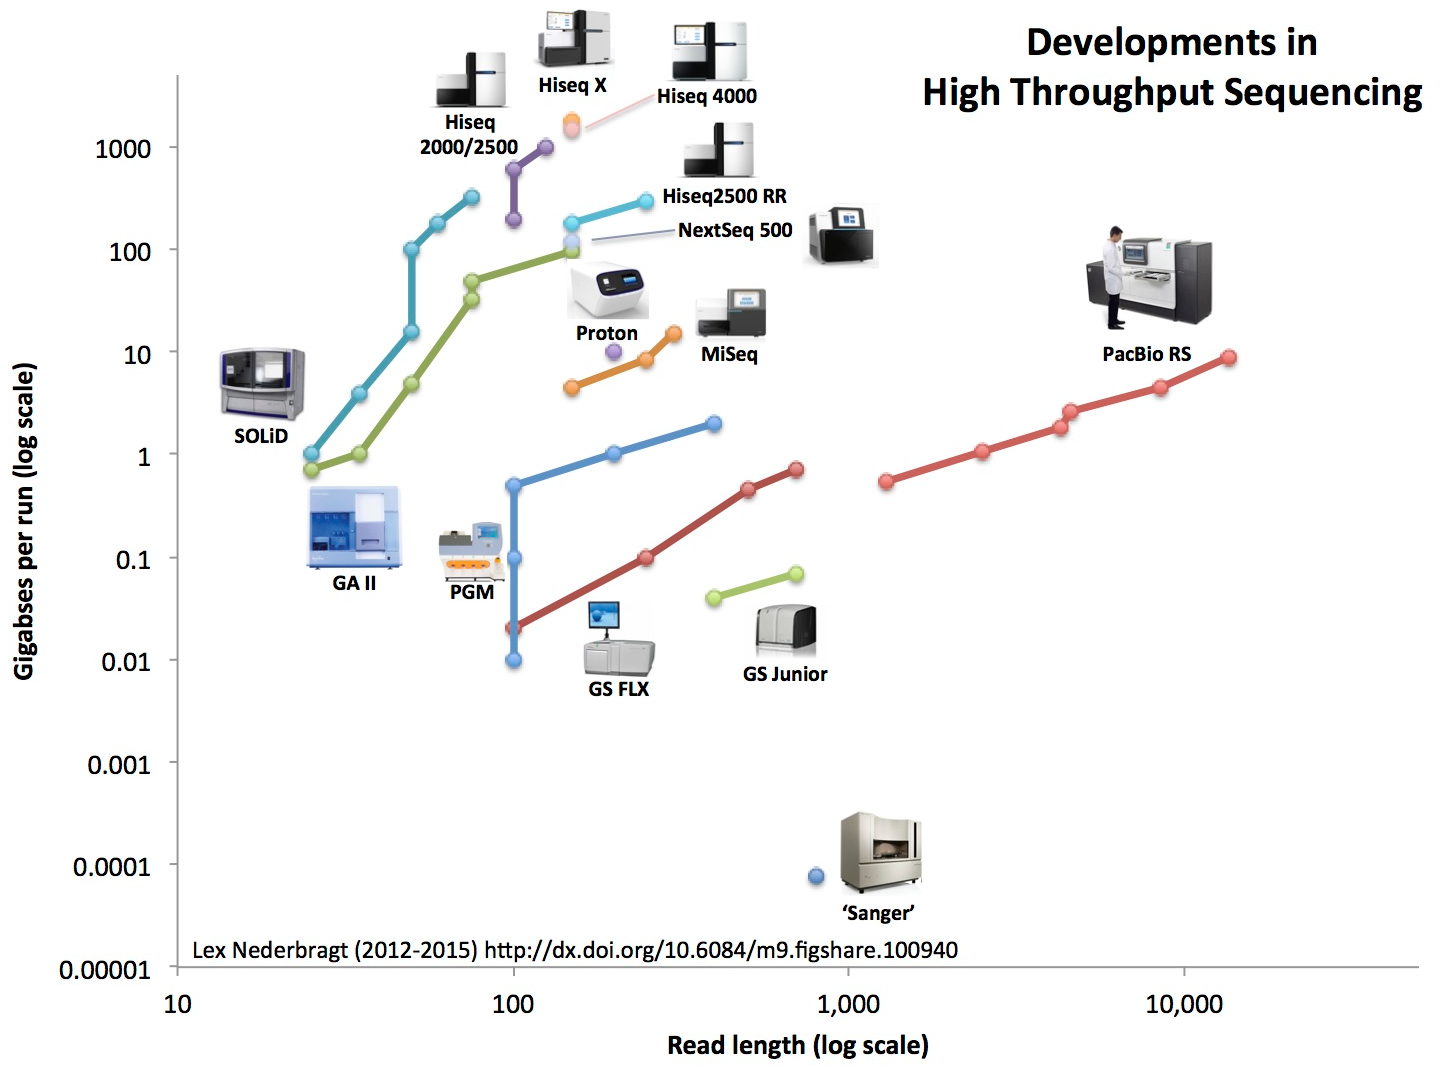 Developments in
High Throughput Sequencing
Hiseq X
Hiseq 4000
Hiseq
2000/2500
Hiseq2500 RR
NextSeq 500
Proton
MiSeq
PacBio RS
SOLiD
GA II
PGM
GS FLX
GS Junior
‘Sanger’
Gigabses per run (log scale)
1000
100
10
1
0.1
0.01
0.001
0.0001
0.00001
Lex Nederbragt (2012-2015) http://dx.doi.org/10.6084/m9.figshare.100940
10
100
1,000
10,000
Read length (log scale)